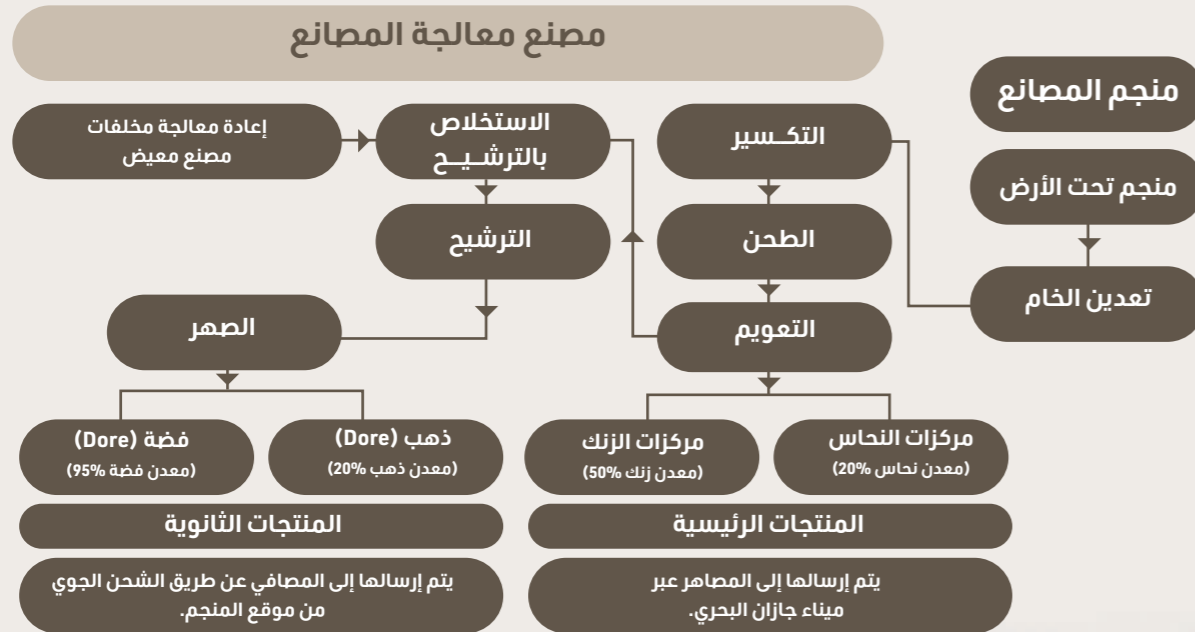 مصنع معالجة المصانع
منجم المصانع
منجم تحت الأرض
تعدين الخام
التكـسير
الطحن
التعويم
الاستخلاص
بالترشـيـح
إعادة معالجة مخلفات
مصنع معيض
الترشيح
الصهر
مركزات النحاس
(معدن نحاس 20%)
مركزات الزنك
(معدن زنك 50%)
ذهب (Dore)
(معدن ذهب 20%)
فضة (Dore)
(معدن فضة 95%)
المنتجات الرئيسية
المنتجات الثانوية
يتم إرسالها إلى المصاهر عبر
ميناء جازان البحري.
يتم إرسالها إلى المصافي عن طريق الشحن الجوي
من موقع المنجم.